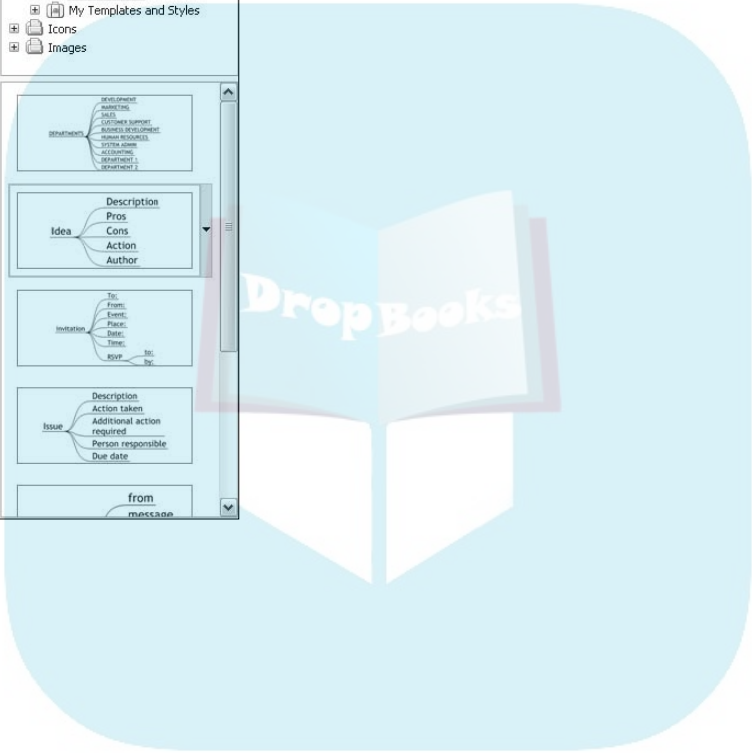 My Templates and Styles
Icons
Images
DEPARTMENTS
DEVELOPMENT
MARKETING
SALES
CUSTOMER SUPPORT
BUSINESS DEVELOPMENT
HUMAN RESOURCES
SYSTEM ADMIN
ACCOUNTING
DEPARTMENT 1
DEPARTMENT 2
Idea
Description
Pros
Cons
Action
Author
Invitation
To:
From:
Event:
Place:
Date:
Time:
RSVP
to:
by:
Issue
Description
Action taken
Additional action
required
Person responsible
Due date
from
message
Drop Books